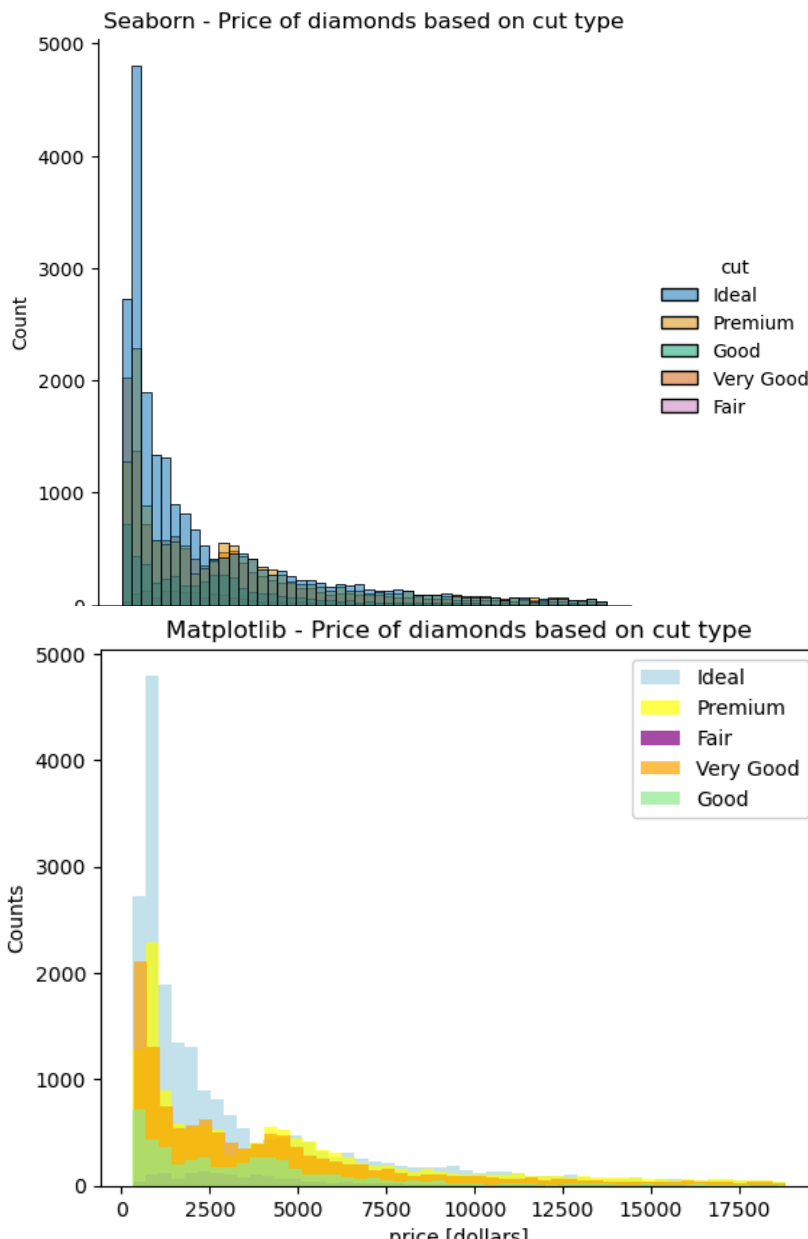 Seaborn - Price of diamonds based on cut type
5000
4000
3000
2000
1000
0
Count
cut
Ideal
Premium
Good
Very Good
Fair
Matplotlib - Price of diamonds based on cut type
5000
4000
3000
2000
1000
0
Counts
Ideal
Premium
Fair
Very Good
Good
0 2500 5000 7500 10000 12500 15000 17500
price [dollars]